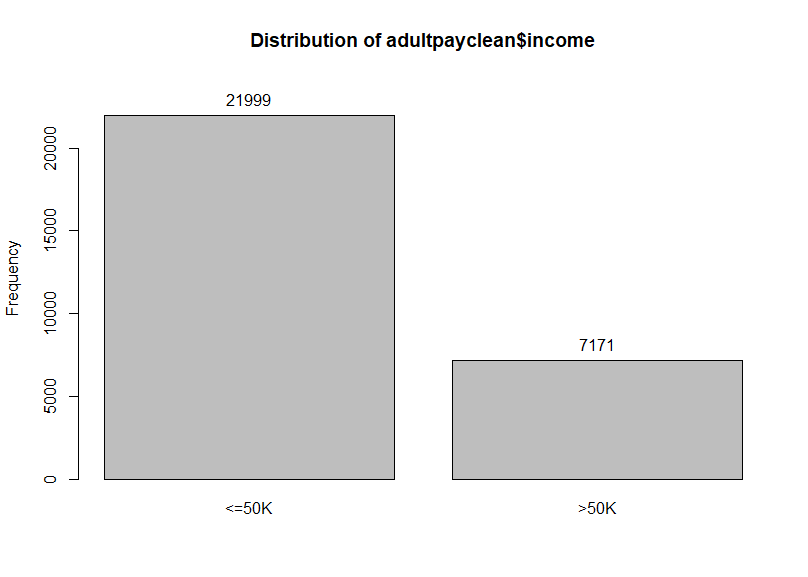 Distribution of adultpayclean$income
21999
7171
Frequency
20000
15000
10000
5000
0
<=50K
>50K